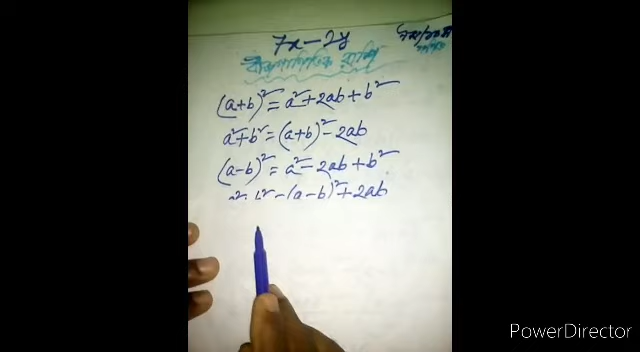 7x - 2y
বীজগাণিতিক রাশি
(a+b)² = a² + 2ab + b²
a² + b² = (a+b)² - 2ab
(a-b)² = a² - 2ab + b²
a² + b² = (a-b)² + 2ab
PowerDirector